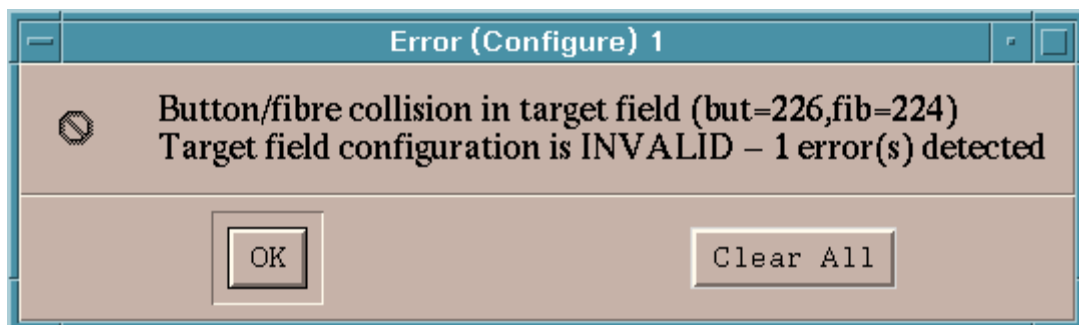 Error (Configure) 1
Button/fibre collision in target field (but=226,fib=224)
Target field configuration is INVALID – 1 error(s) detected
OK
Clear All